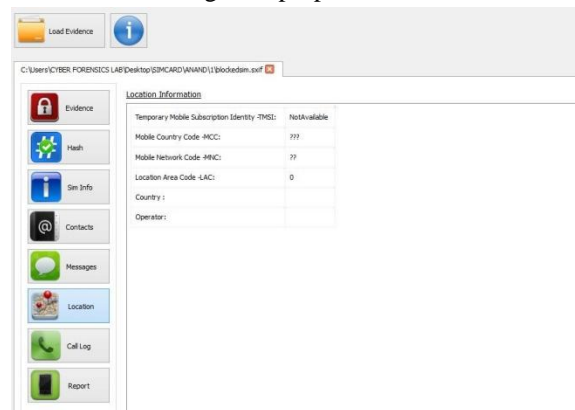 Load Evidence
C:\Users\CYBER FORENSICS LAB\Desktop\SIMCARD\ANAND\1\blockedsim.sxif
Evidence
Hash
Sim Info
Contacts
Messages
Location
Call Log
Report
Location Information
Temporary Mobile Subscription Identity -TMSI: NotAvailable
Mobile Country Code -MCC: ???
Mobile Network Code -MNC: ??
Location Area Code -LAC: 0
Country :
Operator: